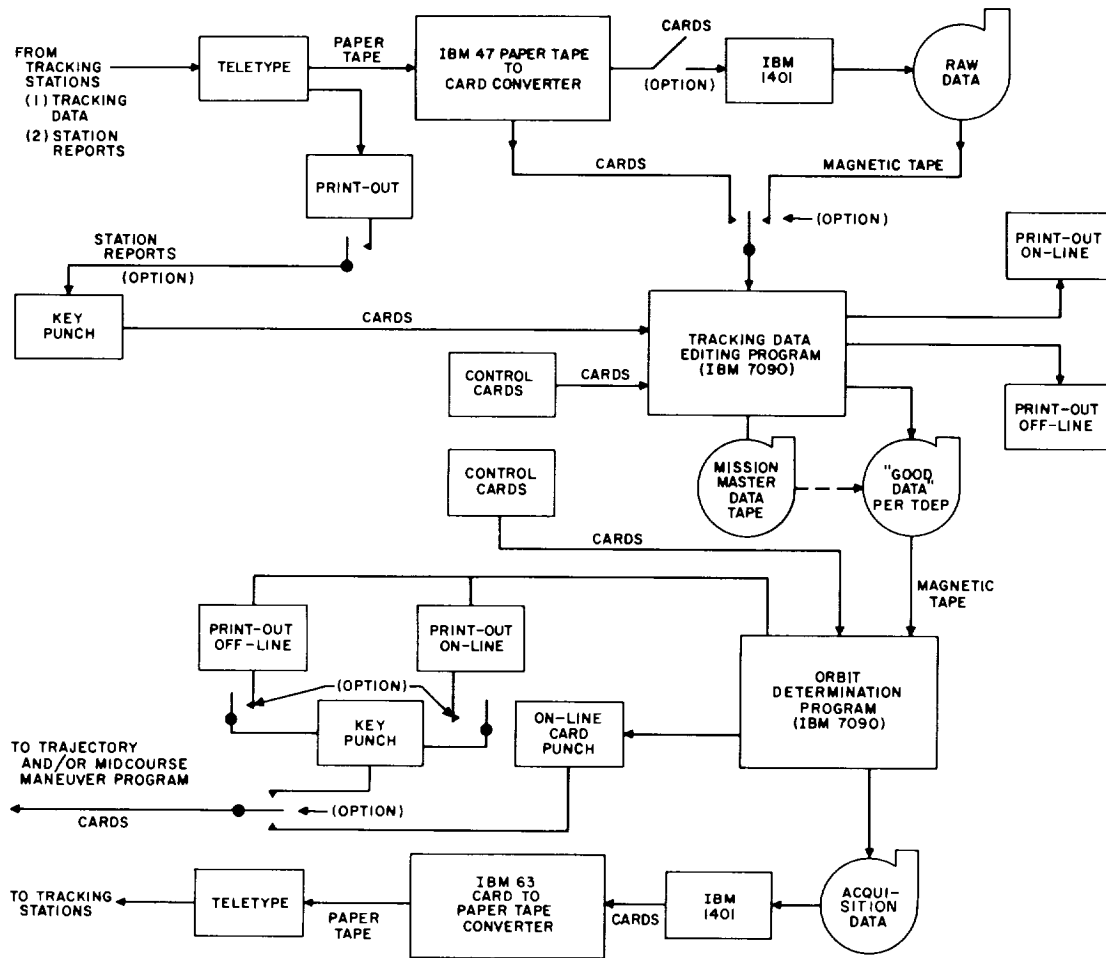 FROM
TRACKING
STATIONS
(1) TRACKING
DATA
(2) STATION
REPORTS
TELETYPE
PAPER
TAPE
IBM 47 PAPER TAPE
TO
CARD CONVERTER
CARDS
(OPTION)
IBM
1401
RAW
DATA
PRINT-OUT
CARDS
MAGNETIC TAPE
(OPTION)
STATION
REPORTS
(OPTION)
KEY
PUNCH
CARDS
PRINT-OUT
ON-LINE
TRACKING DATA
EDITING PROGRAM
(IBM 7090)
CONTROL
CARDS
CARDS
PRINT-OUT
OFF-LINE
CONTROL
CARDS
MISSION
MASTER
DATA
TAPE
"GOOD
DATA"
PER TDEP
CARDS
MAGNETIC
TAPE
PRINT-OUT
OFF-LINE
PRINT-OUT
ON-LINE
ORBIT
DETERMINATION
PROGRAM
(IBM 7090)
(OPTION)
KEY
PUNCH
ON-LINE
CARD
PUNCH
TO TRAJECTORY
AND/OR MIDCOURSE
MANEUVER PROGRAM
CARDS
(OPTION)
TO TRACKING
STATIONS
TELETYPE
PAPER
TAPE
IBM 63
CARD TO
PAPER TAPE
CONVERTER
CARDS
IBM
1401
ACQUI-
SITION
DATA